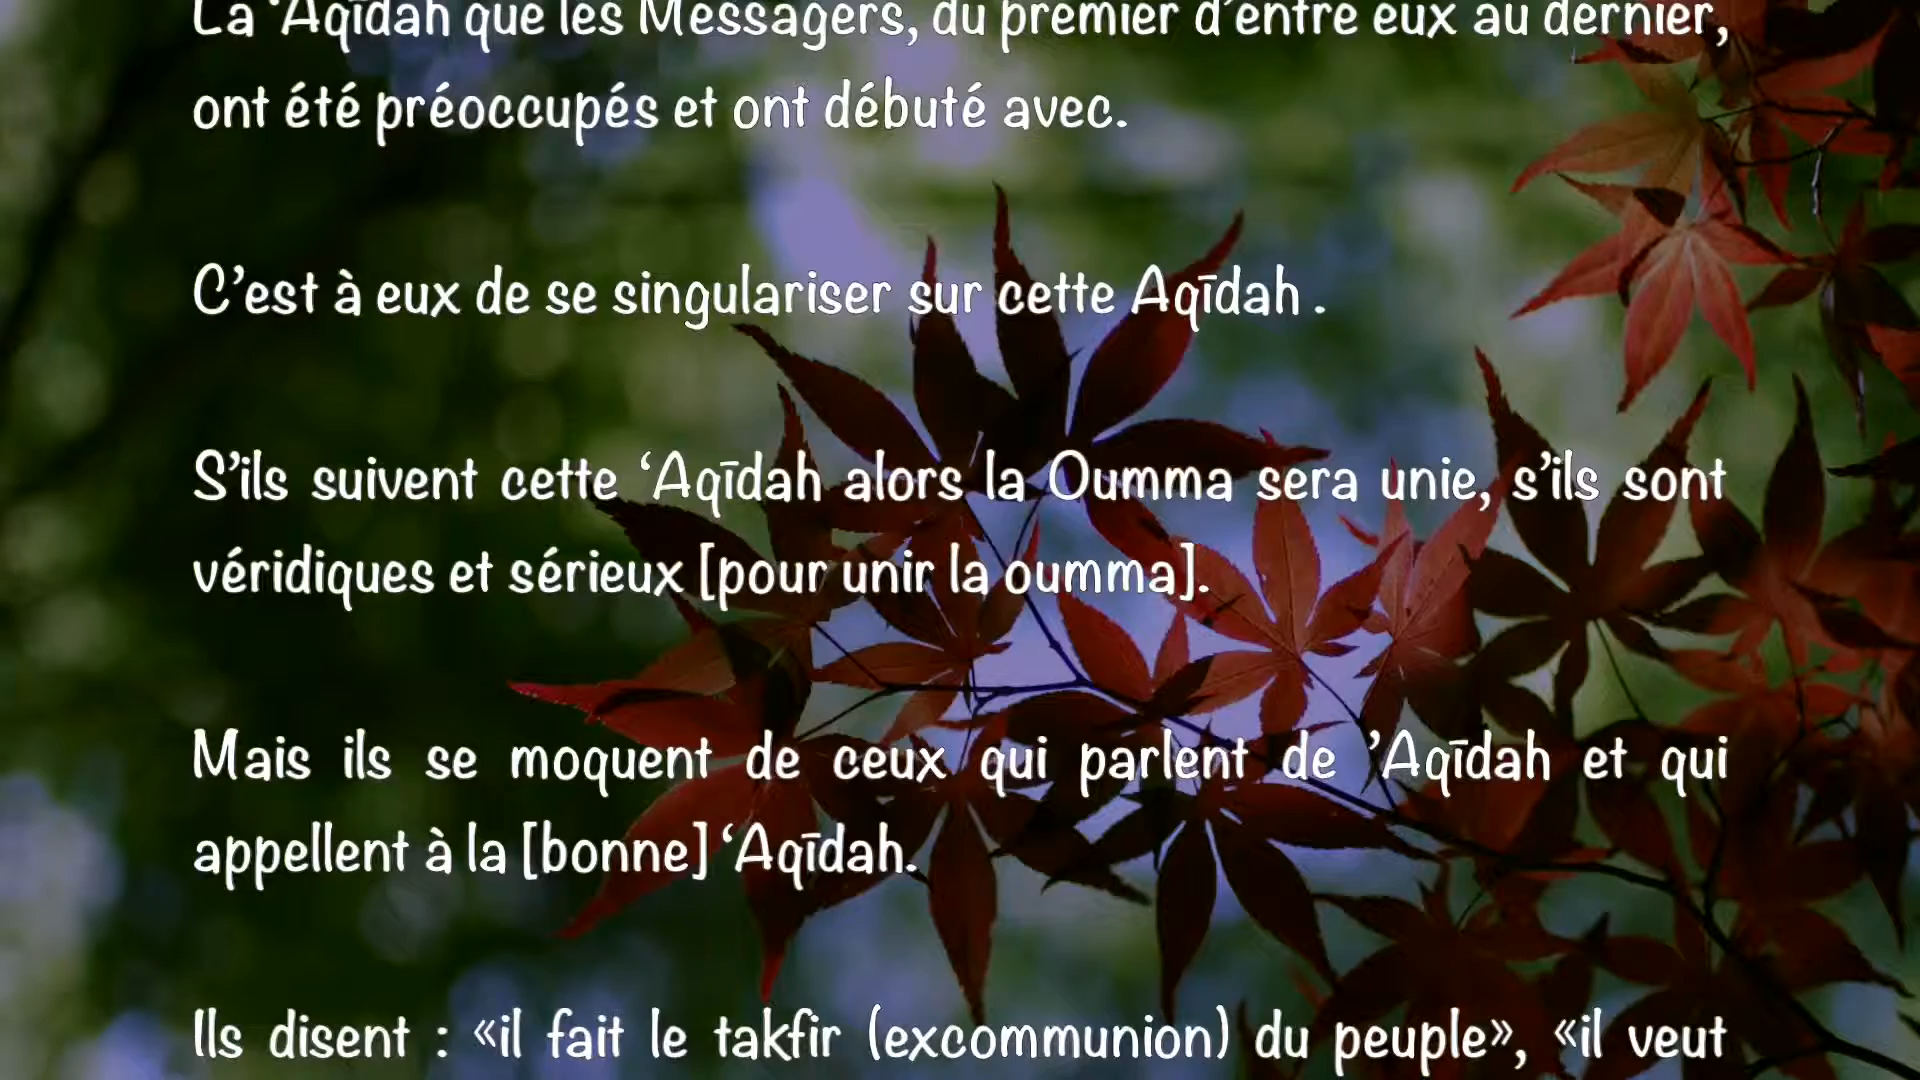 La ‘Aqīdah que les Messagers, du premier d’entre eux au dernier,
ont été préoccupés et ont débuté avec.
C’est à eux de se singulariser sur cette Aqīdah .
S’ils suivent cette ‘Aqīdah alors la Oumma sera unie, s’ils sont
véridiques et sérieux [pour unir la oumma].
Mais ils se moquent de ceux qui parlent de ’Aqīdah et qui
appellent à la [bonne] ‘Aqīdah.
Ils disent : «il fait le takfir (excommunion) du peuple», «il veut